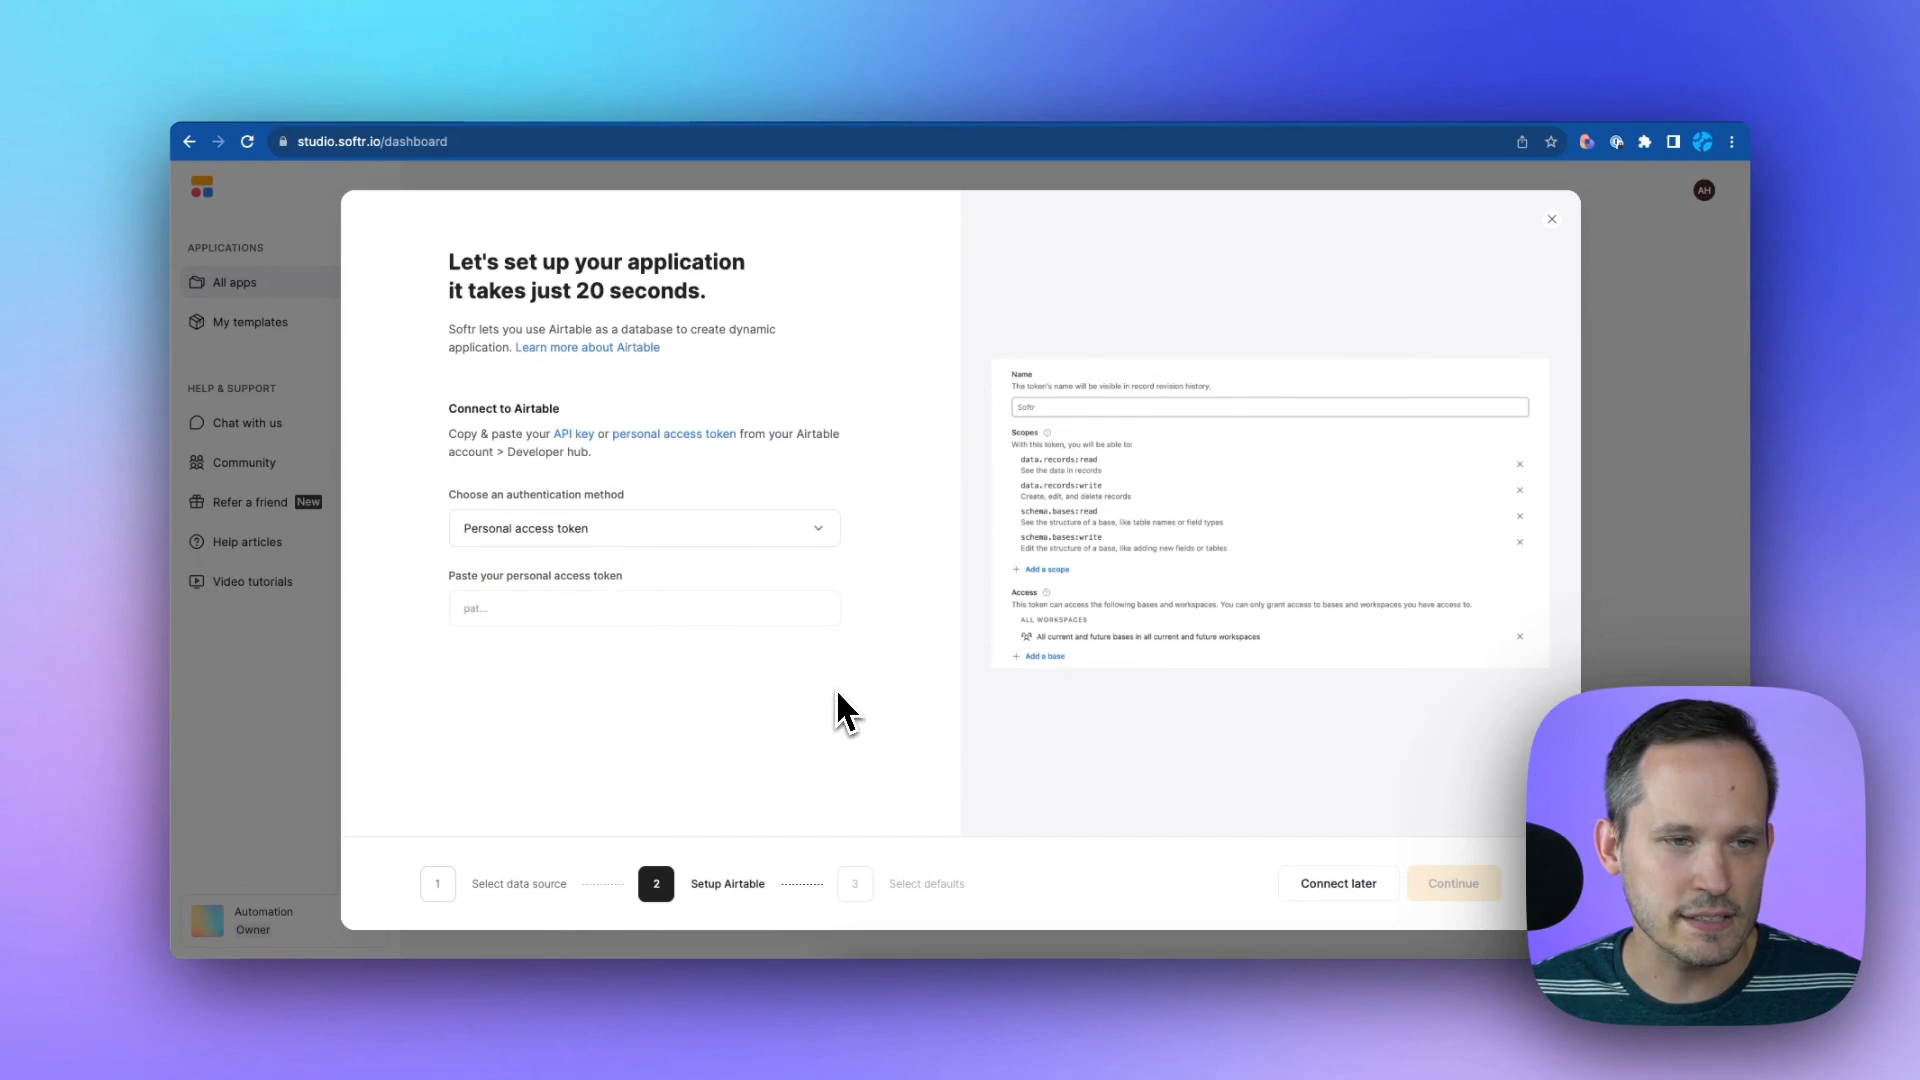 studio.softr.io/dashboard
AH
APPLICATIONS
All apps
My templates
HELP & SUPPORT
Chat with us
Community
Refer a friend New
Help articles
Video tutorials
Automation
Owner
Let's set up your application
it takes just 20 seconds.
Softr lets you use Airtable as a database to create dynamic
application. Learn more about Airtable
Connect to Airtable
Copy & paste your API key or personal access token from your Airtable
account > Developer hub.
Choose an authentication method
Personal access token
Paste your personal access token
pat...
Name
The token's name will be visible in record revision history.
Softr
Scopes
With this token, you will be able to:
data.records:read
See the data in records
data.records:write
Create, edit, and delete records
schema.bases:read
See the structure of a base, like table names or field types
schema.bases:write
Edit the structure of a base, like adding new fields or tables
+ Add a scope
Access
This token can access the following bases and workspaces. You can only grant access to bases and workspaces you have access to.
ALL WORKSPACES
All current and future bases in all current and future workspaces
+ Add a base
1 Select data source 2 Setup Airtable 3 Select defaults
Connect later Continue